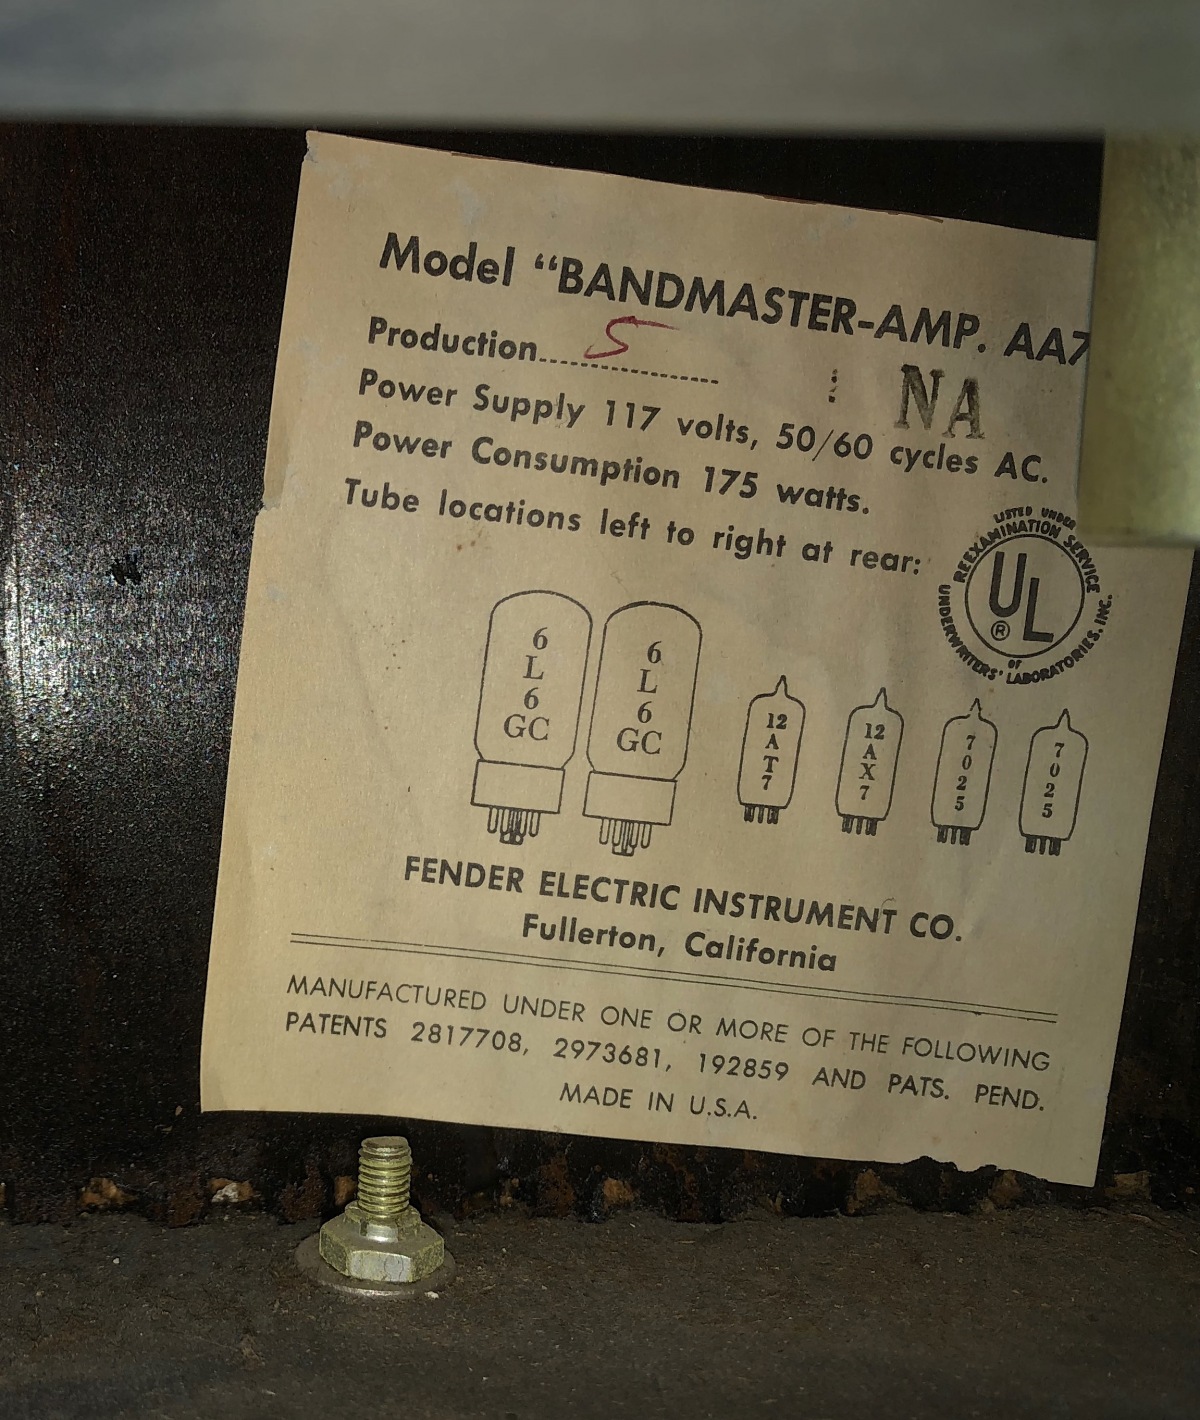 Model "BANDMASTER-AMP. AA7
Production.................. 5
NA
Power Supply 117 volts, 50/60 cycles AC.
Power Consumption 175 watts.
Tube locations left to right at rear:
LISTED UNDER
REEXAMINATION SERVICE
UL
®
OF
UNDERWRITERS' LABORATORIES, INC.
6L6GC 6L6GC 12AT7 12AX7 7025 7025
FENDER ELECTRIC INSTRUMENT CO.
Fullerton, California
MANUFACTURED UNDER ONE OR MORE OF THE FOLLOWING
PATENTS 2817708, 2973681, 192859 AND PATS. PEND.
MADE IN U.S.A.